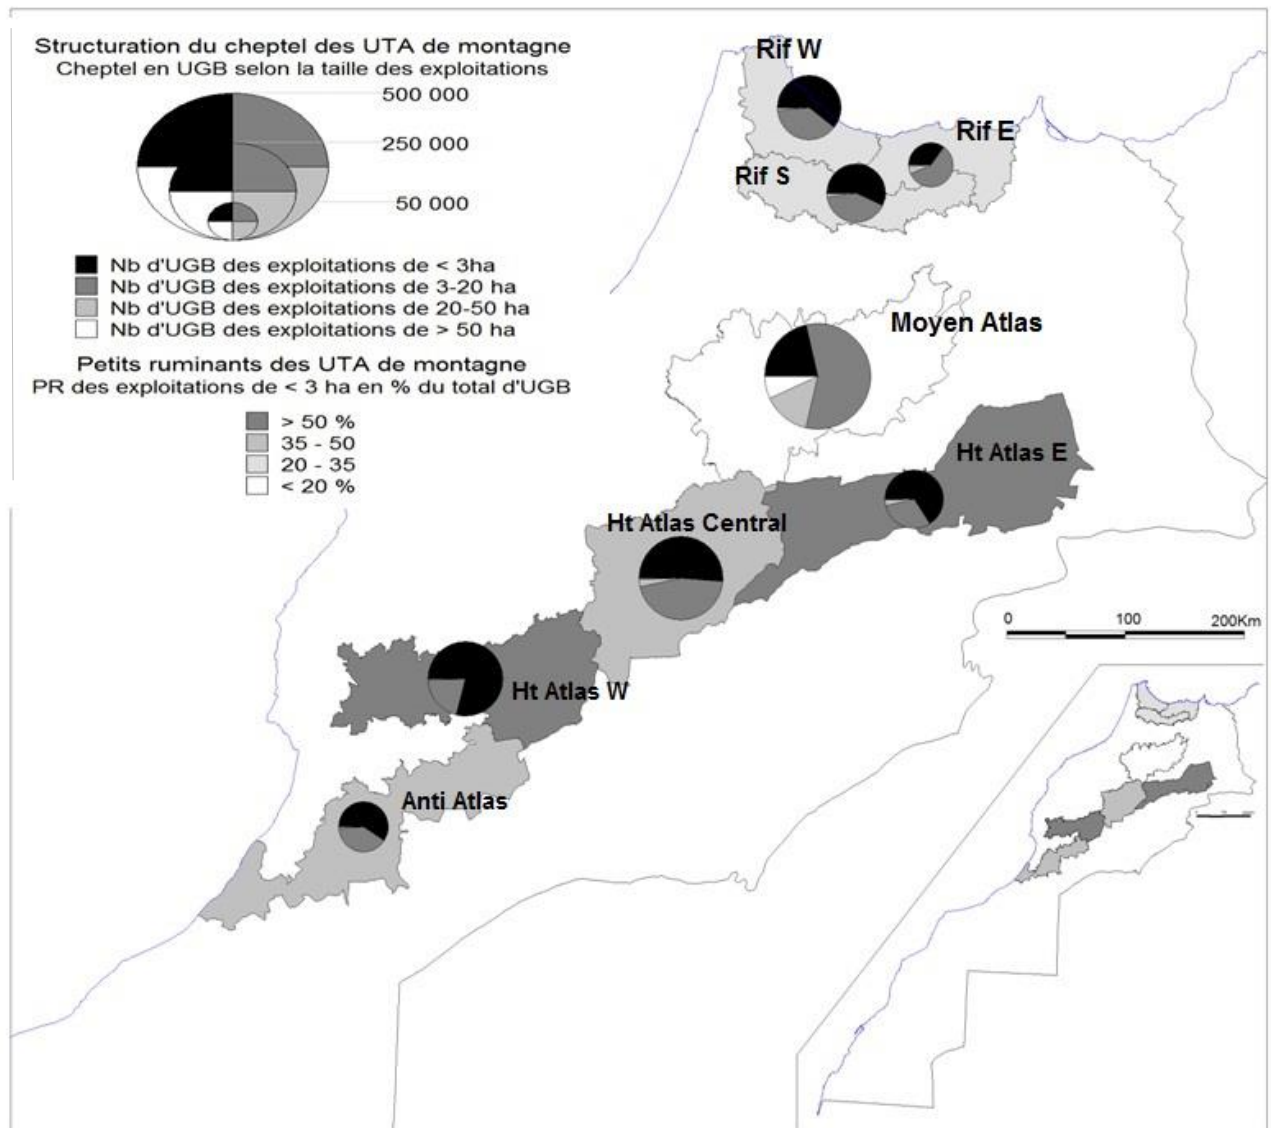 Structuration du cheptel des UTA de montagne
Cheptel en UGB selon la taille des exploitations
500 000
250 000
50 000
Nb d'UGB des exploitations de < 3ha
Nb d'UGB des exploitations de 3-20 ha
Nb d'UGB des exploitations de 20-50 ha
Nb d'UGB des exploitations de > 50 ha
Petits ruminants des UTA de montagne
PR des exploitations de < 3 ha en % du total d'UGB
> 50 %
35 - 50
20 - 35
< 20 %
Rif W
Rif E
Rif S
Moyen Atlas
Ht Atlas E
Ht Atlas Central
Ht Atlas W
Anti Atlas
0 100 200Km